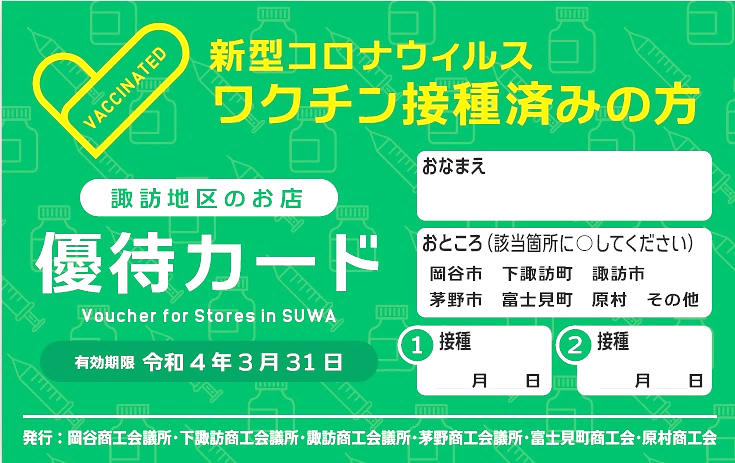 VACCINATED
新型コロナウィルス
ワクチン接種済みの方
諏訪地区のお店
優待カード
Voucher for Stores in SUWA
有効期限 令和4年3月31日
おなまえ
おところ(該当箇所に○してください)
岡谷市 下諏訪町 諏訪市
茅野市 富士見町 原村 その他
1 接種
月 日
2 接種
月 日
発行:岡谷商工会議所・下諏訪商工会議所・諏訪商工会議所・茅野商工会議所・富士見町商工会・原村商工会